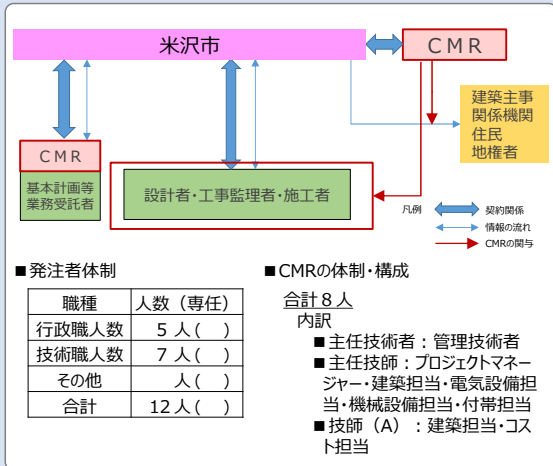 米沢市
CMR
建築主事
関係機関
住民
地権者
CMR
基本計画等
業務受託者
設計者・工事監理者・施工者
凡例
契約関係
情報の流れ
CMRの関与
■発注者体制
職種 人数（専任）
行政職人数 5人( )
技術職人数 7人( )
その他 人( )
合計 12人( )
■CMRの体制・構成
合計8人
内訳
■主任技術者：管理技術者
■主任技師：プロジェクトマネ
ジャー・建築担当・電気設備担
当・機械設備担当・付帯担当
■技師（A）：建築担当・コス
ト担当